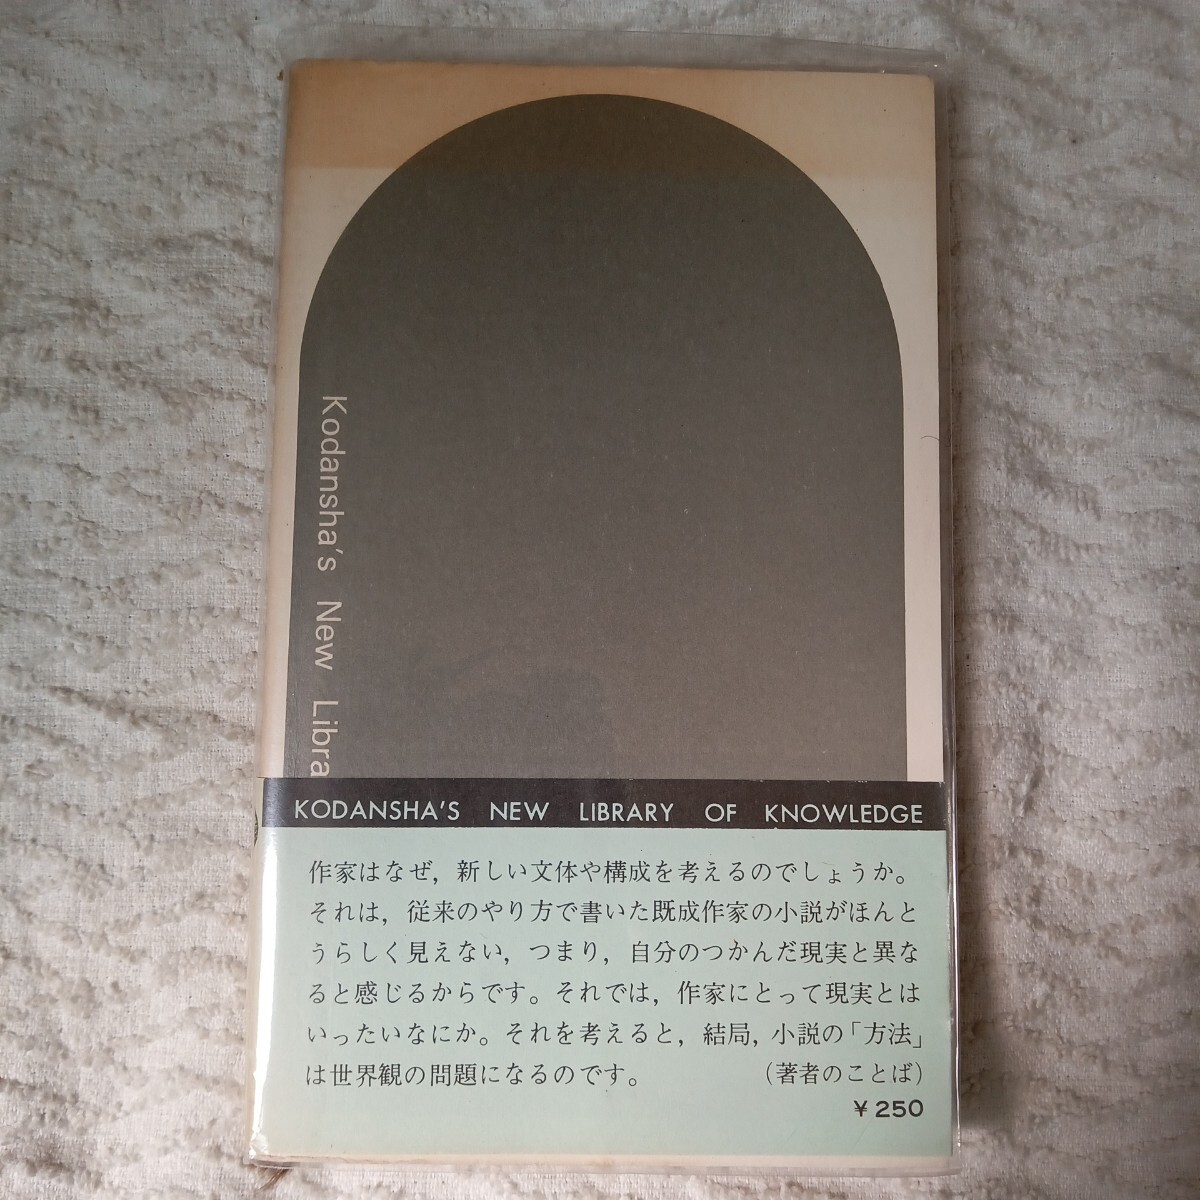 Kodansha's New Libra
KODANSHA'S NEW LIBRARY OF KNOWLEDGE
作家はなぜ，新しい文体や構成を考えるのでしょうか。
それは，従来のやり方で書いた既成作家の小説がほんと
うらしく見えない，つまり，自分のつかんだ現実と異な
ると感じるからです。それでは，作家にとって現実とは
いったいなにか。それを考えると，結局，小説の「方法」
は世界観の問題になるのです。 （著者のことば）
¥250